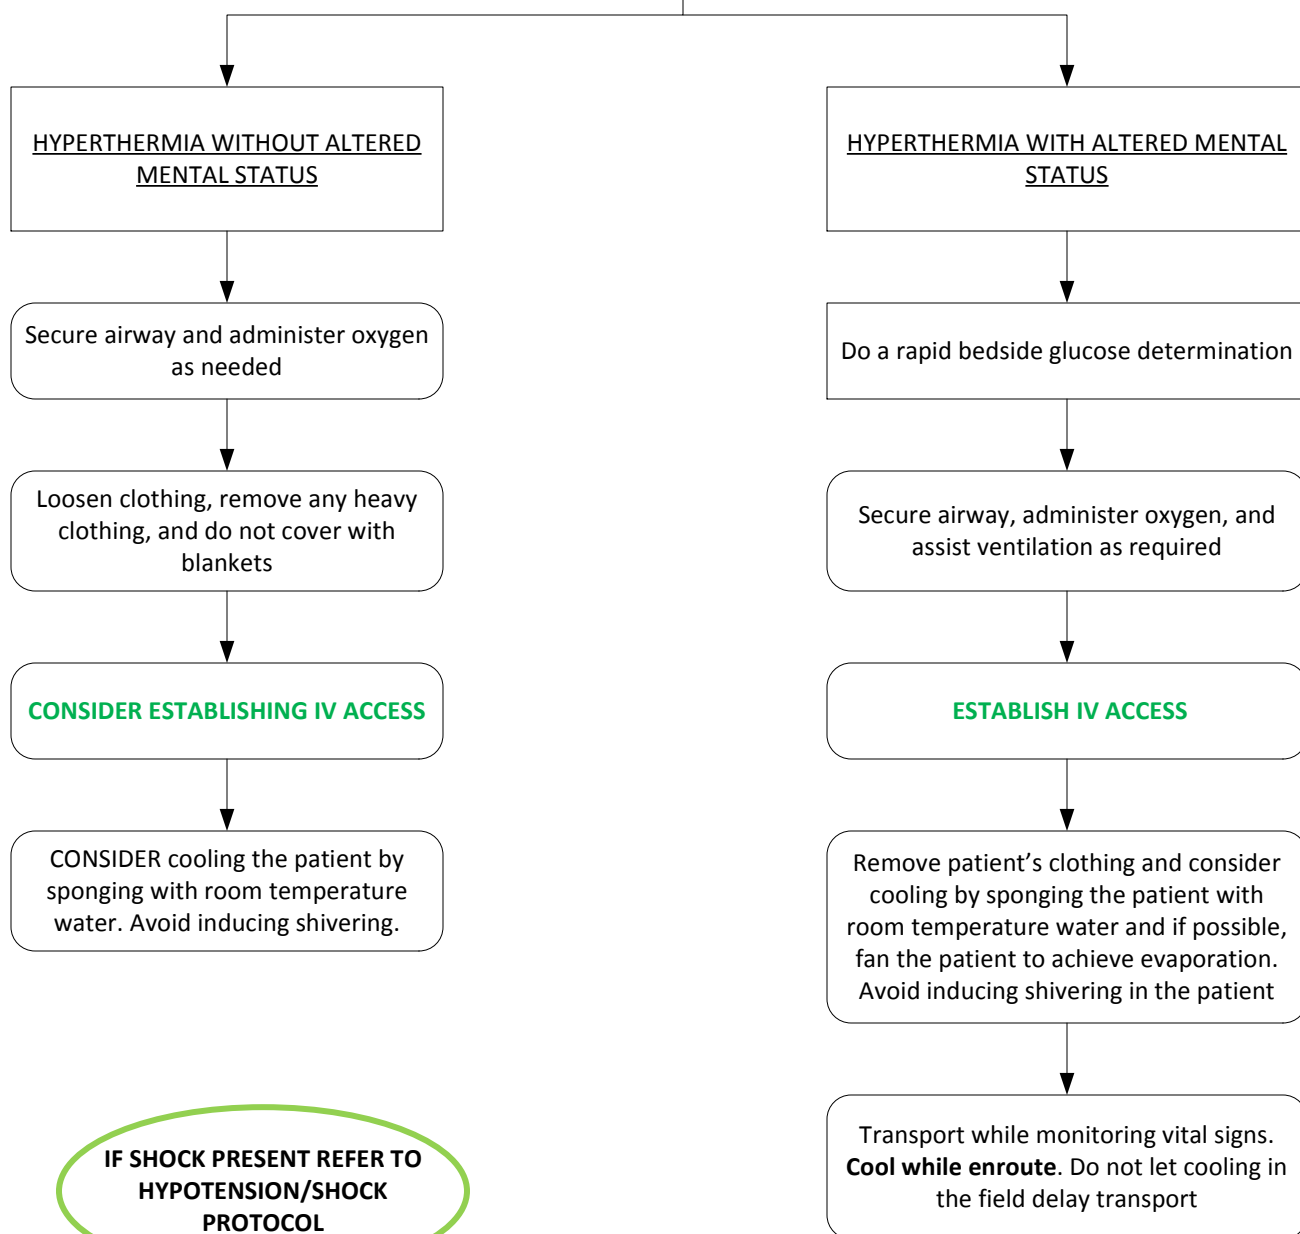 HYPERTHERMIA WITHOUT ALTERED
MENTAL STATUS
Secure airway and administer oxygen
as needed
Loosen clothing, remove any heavy
clothing, and do not cover with
blankets
CONSIDER ESTABLISHING IV ACCESS
CONSIDER cooling the patient by
sponging with room temperature
water. Avoid inducing shivering.
IF SHOCK PRESENT REFER TO
HYPOTENSION/SHOCK
PROTOCOL
HYPERTHERMIA WITH ALTERED MENTAL
STATUS
Do a rapid bedside glucose determination
Secure airway, administer oxygen, and
assist ventilation as required
ESTABLISH IV ACCESS
Remove patient’s clothing and consider
cooling by sponging the patient with
room temperature water and if possible,
fan the patient to achieve evaporation.
Avoid inducing shivering in the patient
Transport while monitoring vital signs.
Cool while enroute. Do not let cooling in
the field delay transport